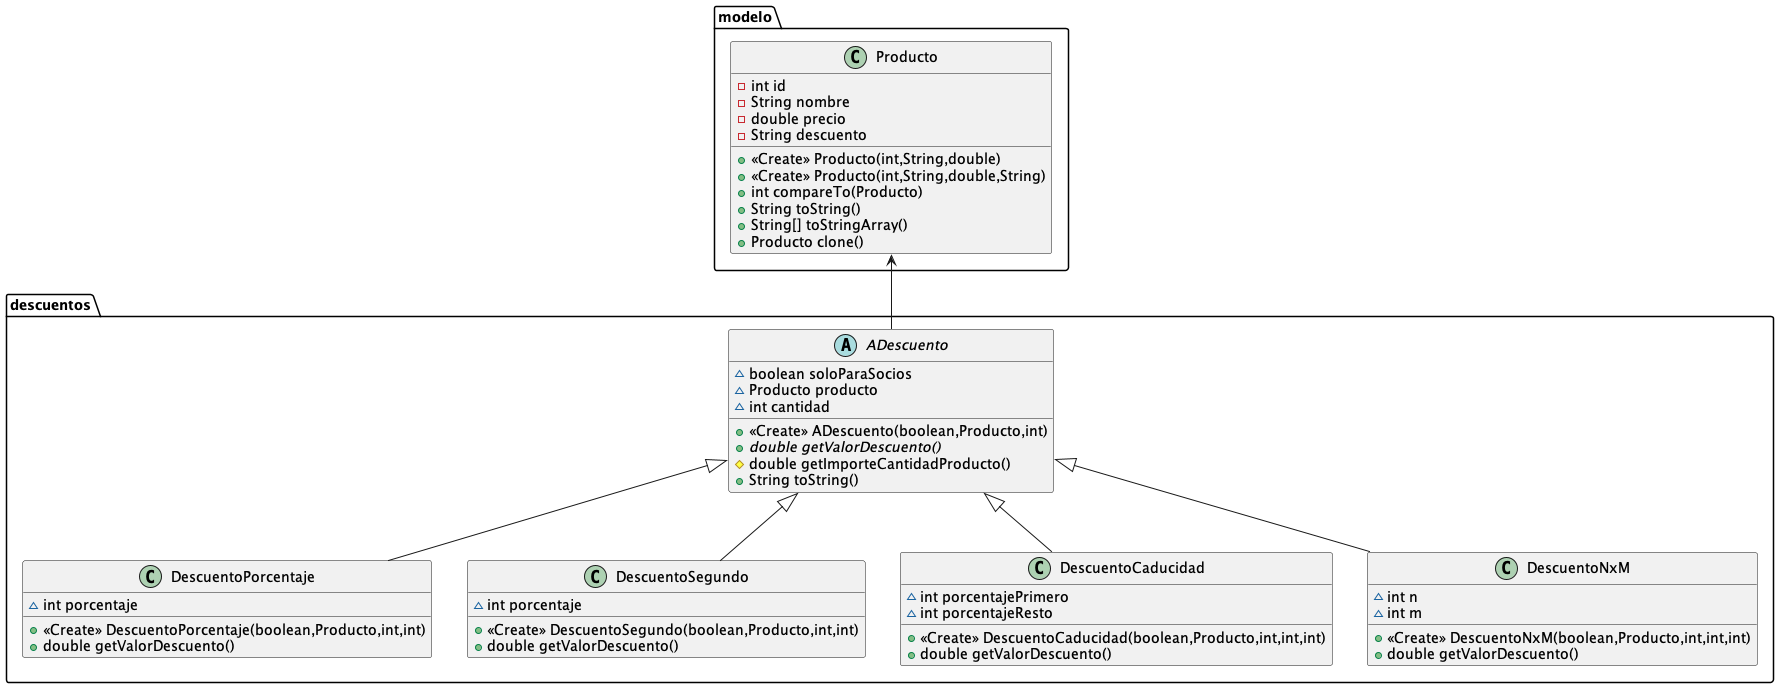 modelo
C Producto
int id
String nombre
double precio
String descuento
«Create» Producto(int,String,double)
«Create» Producto(int,String,double,String)
int compareTo(Producto)
String toString()
String[] toStringArray()
Producto clone()
descuentos
A ADescuento
boolean soloParaSocios
Producto producto
int cantidad
«Create» ADescuento(boolean,Producto,int)
double getValorDescuento()
double getImporteCantidadProducto()
String toString()
C DescuentoPorcentaje
int porcentaje
«Create» DescuentoPorcentaje(boolean,Producto,int,int)
double getValorDescuento()
C DescuentoSegundo
int porcentaje
«Create» DescuentoSegundo(boolean,Producto,int,int)
double getValorDescuento()
C DescuentoCaducidad
int porcentajePrimero
int porcentajeResto
«Create» DescuentoCaducidad(boolean,Producto,int,int,int)
double getValorDescuento()
C DescuentoNxM
int n
int m
«Create» DescuentoNxM(boolean,Producto,int,int,int)
double getValorDescuento()